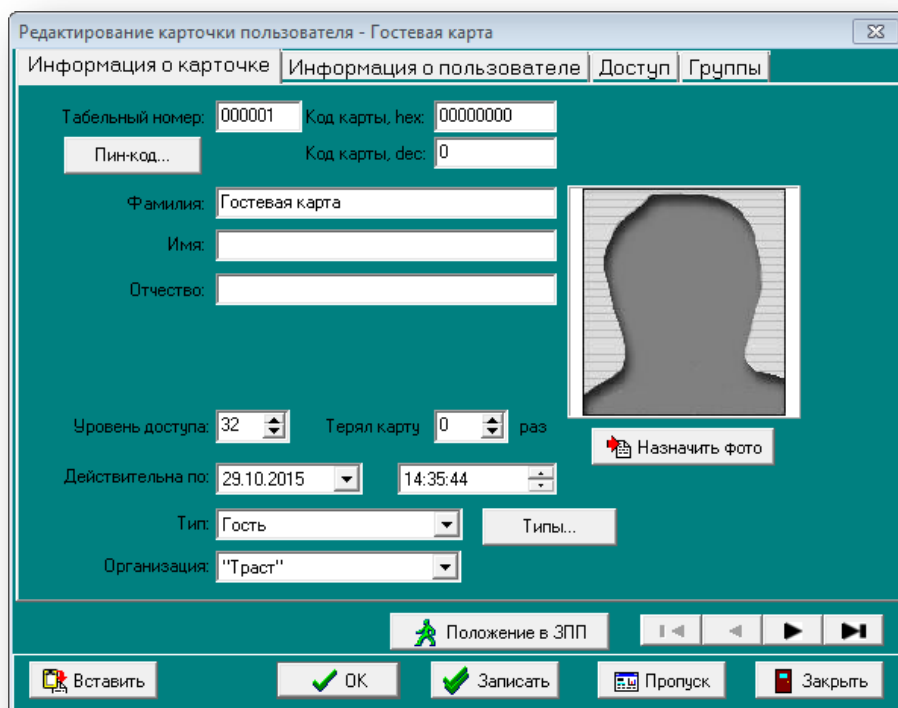 Редактирование карточки пользователя - Гостевая карта
Информация о карточке Информация о пользователе Доступ Группы
Табельный номер: 000001 Код карты, hex: 00000000
Пин-код... Код карты, dec: 0
Фамилия: Гостевая карта
Имя:
Отчество:
Уровень доступа: 32 Терял карту 0 раз
Назначить фото
Действительна по: 29.10.2015 14:35:44
Тип: Гость Типы...
Организация: "Траст"
Положение в ЗПП
Вставить OK Записать Пропуск Закрыть